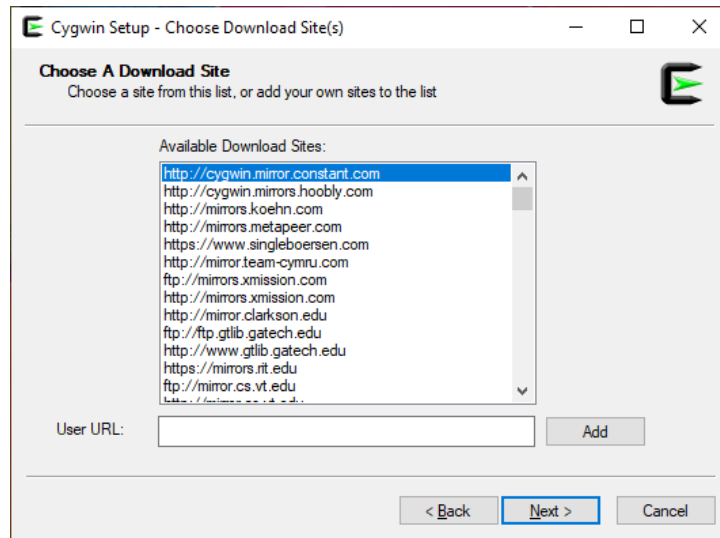 Cygwin Setup - Choose Download Site(s)
Choose A Download Site
Choose a site from this list, or add your own sites to the list
Available Download Sites:
http://cygwin.mirror.constant.com
http://cygwin.mirrors.hoobly.com
http://mirrors.koehn.com
http://mirrors.metapeer.com
https://www.singleboersen.com
http://mirror.team-cymru.com
ftp://mirrors.xmission.com
http://mirrors.xmission.com
http://mirror.clarkson.edu
ftp://ftp.gtlib.gatech.edu
http://www.gtlib.gatech.edu
https://mirrors.rit.edu
ftp://mirror.cs.vt.edu
User URL:
Add
< Back
Next >
Cancel